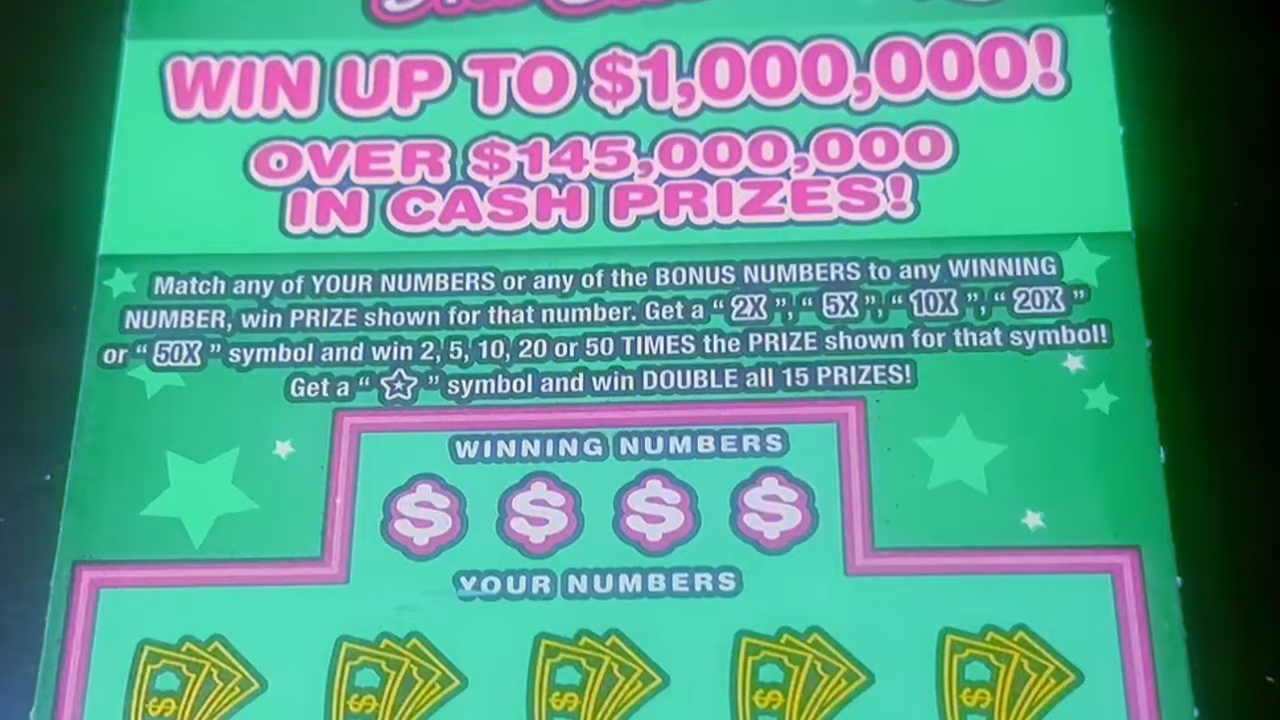 WIN UP TO $1,000,000!
OVER $145,000,000
IN CASH PRIZES!
Match any of YOUR NUMBERS or any of the BONUS NUMBERS to any WINNING
NUMBER, win PRIZE shown for that number. Get a “ 2X ”, “ 5X ”, “ 10X ”, “ 20X ”
or “ 50X ” symbol and win 2, 5, 10, 20 or 50 TIMES the PRIZE shown for that symbol!
Get a “ ☆ ” symbol and win DOUBLE all 15 PRIZES!
WINNING NUMBERS
$ $ $ $
YOUR NUMBERS
$ $ $ $ $